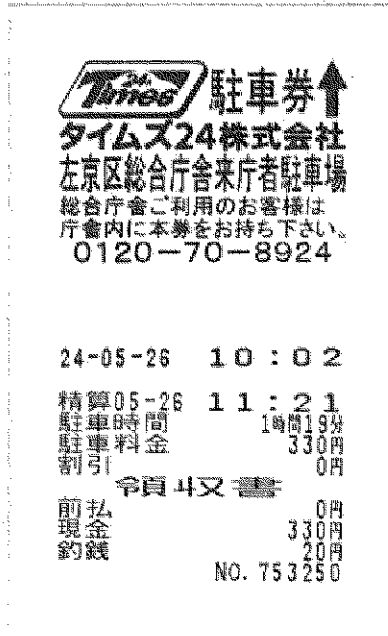 24h Times 駐車券↑
タイムズ24株式会社
左京区総合庁舎来庁者駐車場
総合庁舎ご利用のお客様は
庁舎内に本券をお持ち下さい。
0120-70-8924
24-05-26 10:02
精算05-26 11:21
駐車時間 1時間19分
駐車料金 330円
割引 0円
領収書
前払 0円
現金 330円
釣銭 20円
NO.753250